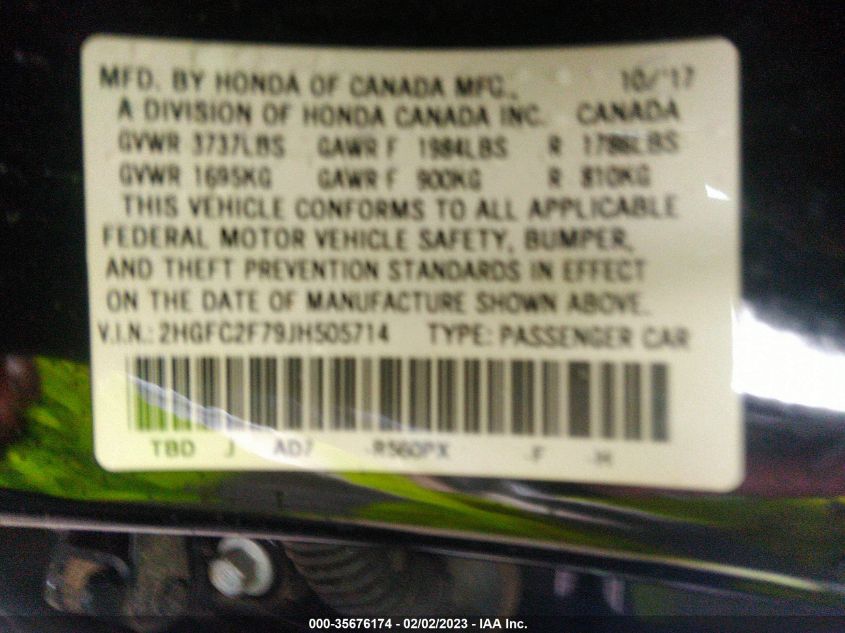 MFD. BY HONDA OF CANADA MFG., 10/'17
A DIVISION OF HONDA CANADA INC. CANADA
GVWR 3737LBS GAWR F 1984LBS R 1786LBS
GVWR 1695KG GAWR F 900KG R 810KG
THIS VEHICLE CONFORMS TO ALL APPLICABLE
FEDERAL MOTOR VEHICLE SAFETY, BUMPER,
AND THEFT PREVENTION STANDARDS IN EFFECT
ON THE DATE OF MANUFACTURE SHOWN ABOVE.
V.I.N.: 2HGFC2F79JH505714 TYPE: PASSENGER CAR
TBD J AD7 -R560PX -F -H
000-35676174 - 02/02/2023 - IAA Inc.